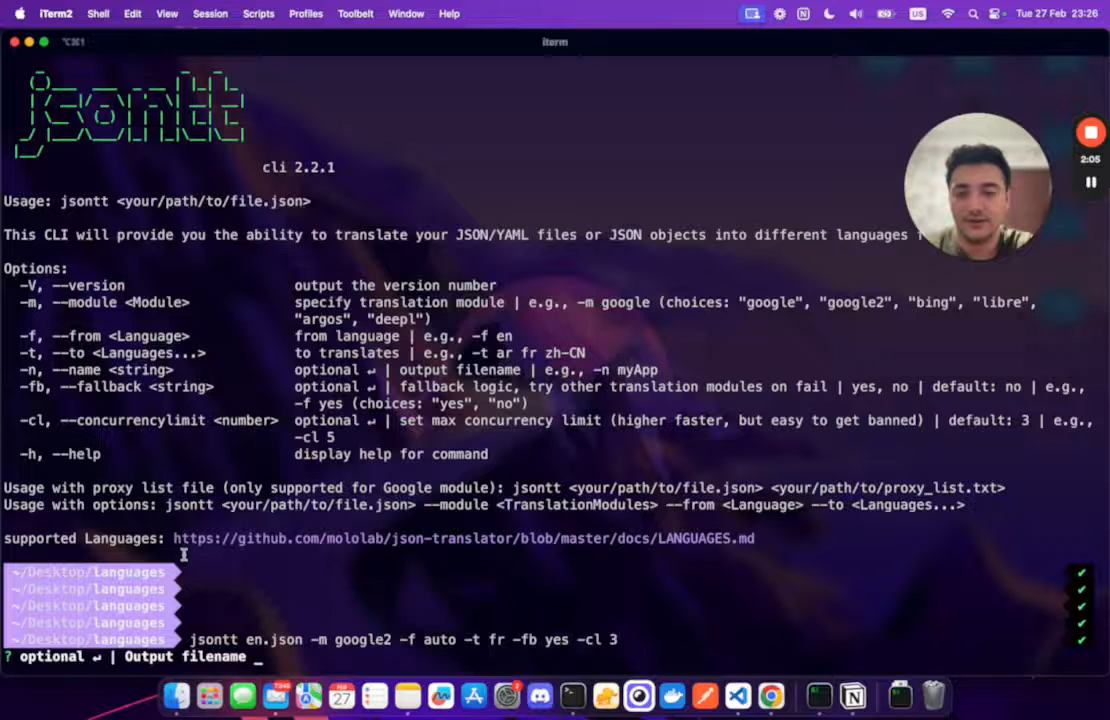 iTerm2 Shell Edit View Session Scripts Profiles Toolbelt Window Help US Tue 27 Feb 23:26
⌥⌘1 iterm
jsontt
cli 2.2.1
2:05
Usage: jsontt <your/path/to/file.json>
This CLI will provide you the ability to translate your JSON/YAML files or JSON objects into different languages
Options:
-V, --version output the version number
-m, --module <Module> specify translation module | e.g., -m google (choices: "google", "google2", "bing", "libre",
"argos", "deepl")
-f, --from <Language> from language | e.g., -f en
-t, --to <Languages...> to translates | e.g., -t ar fr zh-CN
-n, --name <string> optional ↵ | output filename | e.g., -n myApp
-fb, --fallback <string> optional ↵ | fallback logic, try other translation modules on fail | yes, no | default: no | e.g.,
-f yes (choices: "yes", "no")
-cl, --concurrencylimit <number> optional ↵ | set max concurrency limit (higher faster, but easy to get banned) | default: 3 | e.g.,
-cl 5
-h, --help display help for command
Usage with proxy list file (only supported for Google module): jsontt <your/path/to/file.json> <your/path/to/proxy_list.txt>
Usage with options: jsontt <your/path/to/file.json> --module <TranslationModules> --from <Language> --to <Languages...>
supported Languages: https://github.com/mololab/json-translator/blob/master/docs/LANGUAGES.md
~/Desktop/languages
~/Desktop/languages
~/Desktop/languages
~/Desktop/languages
~/Desktop/languages jsontt en.json -m google2 -f auto -t fr -fb yes -cl 3
? optional ↵ | Output filename _